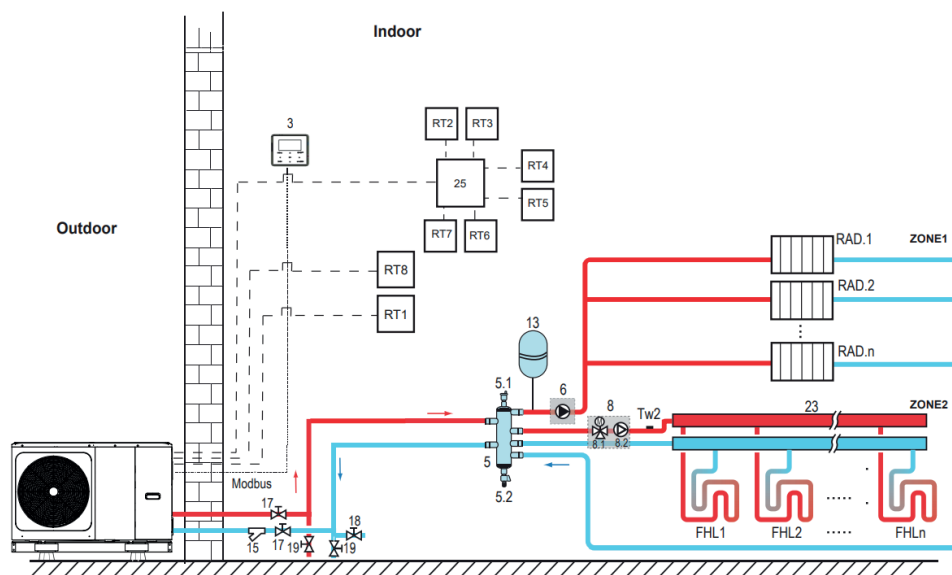 Indoor
Outdoor
3
RT2
RT3
RT4
25
RT5
RT7
RT6
RT8
RT1
RAD.1
ZONE1
RAD.2
RAD.n
13
5.1
6
8
Tw2
23
ZONE2
M
8.1
8.2
5
5.2
Modbus
17
18
15
17
19
19
FHL1
FHL2
FHLn